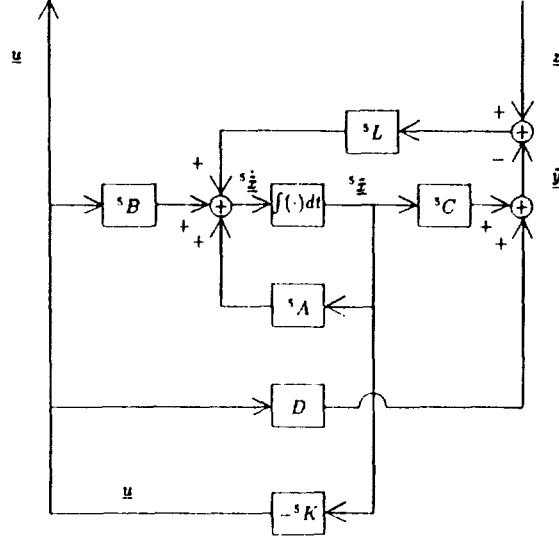 u
z
+
ˢL
+
−
+
ˢẋ̂
ˢx̂
ŷ
ˢB
+
+
∫(·)dt
ˢC
+
+
+
+
ˢA
D
u
−ˢK